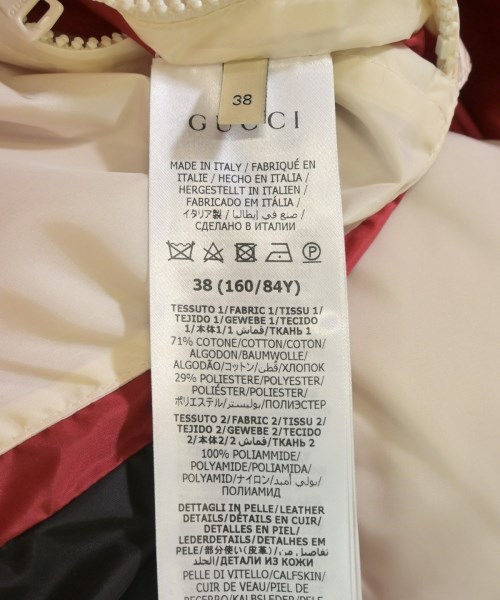 38
GUCCI
MADE IN ITALY / FABRIQUÉ EN
ITALIE / HECHO EN ITALIA /
HERGESTELLT IN ITALIEN /
FABRICADO EM ITÁLIA /
イタリア製 / صنع في إيطاليا /
СДЕЛАНО В ИТАЛИИ
P
38 (160/84Y)
TESSUTO 1/FABRIC 1/TISSU 1/
TEJIDO 1/GEWEBE 1/TECIDO
1/本体1/قماش 1/ТКАНЬ 1
71% COTONE/COTTON/COTON/
ALGODON/BAUMWOLLE/
ALGODÃO/コットン/قطن/ХЛОПОК
29% POLIESTERE/POLYESTER/
POLIÉSTER/POLIESTER/
ポリエステル/بوليستر/ПОЛИЭСТЕР
TESSUTO 2/FABRIC 2/TISSU 2/
TEJIDO 2/GEWEBE 2/TECIDO
2/本体2/قماش 2/ТКАНЬ 2
100% POLIAMMIDE/
POLYAMIDE/POLIAMIDA/
POLYAMID/ナイロン/بولي أميد/
ПОЛИАМИД
DETTAGLI IN PELLE/LEATHER
DETAILS/DÉTAILS EN CUIR/
DETALLES DE PIEL/
LEDERDETAILS/DETALHES EM
PELE/部分使い(皮革)/تفاصيل من
الجلد/ДЕТАЛИ ИЗ КОЖИ
PELLE DI VITELLO/CALFSKIN/
CUIR DE VEAU/PIEL DE
BECERRO/KALBSLEDER/PELE